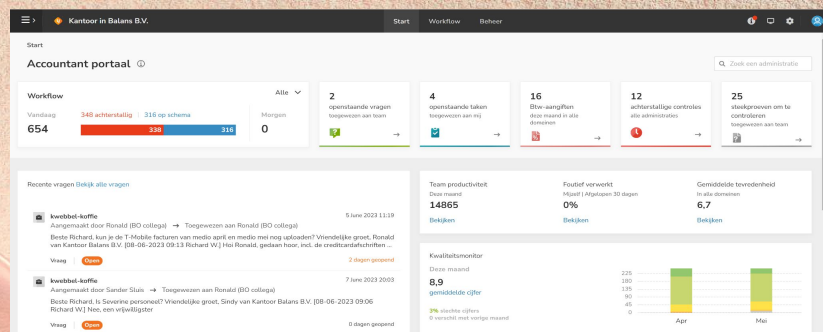 Kantoor in Balans B.V.
Start Workflow Beheer
Start
Accountant portaal
Zoek een administratie
Workflow
Alle
Vandaag 348 achterstallig 316 op schema Morgen
654 338 316 0
2
openstaande vragen
toegewezen aan team
4
openstaande taken
toegewezen aan mij
16
Btw-aangiften
deze maand in alle
domeinen
12
achterstallige controles
alle administraties
25
steekproeven om te
controleren
toegewezen aan team
Recente vragen Bekijk alle vragen
kwebbel-koffie 5 June 2023 11:19
Aangemaakt door Ronald (BO collega) → Toegewezen aan Ronald (BO collega)
Beste Richard, kun je de T-Mobile facturen van medio april en medio mei nog uploaden? Vriendelijke groet, Ronald
van Kantoor Balans B.V. [08-06-2023 09:13 Richard W.] Hoi Ronald, gedaan hoor, incl. de creditcardafschriften ...
Vraag Open 2 dagen geopend
kwebbel-koffie 7 June 2023 20:03
Aangemaakt door Sander Sluis → Toegewezen aan Ronald (BO collega)
Beste Richard, Is Severine personeel? Vriendelijke groet, Sindy van Kantoor Balans B.V. [08-06-2023 09:06
Richard W.] Nee, een vrijwilligster
Vraag Open 0 dagen geopend
Team productiviteit
Deze maand
14865
Bekijken
Foutief verwerkt
Mijzelf | Afgelopen 30 dagen
0%
Bekijken
Gemiddelde tevredenheid
In alle domeinen
6,7
Bekijken
Kwaliteitsmonitor
Deze maand
8,9
gemiddelde cijfer
3% slechte cijfers
0 verschil met vorige maand
225
180
135
90
45
0
Apr Mei